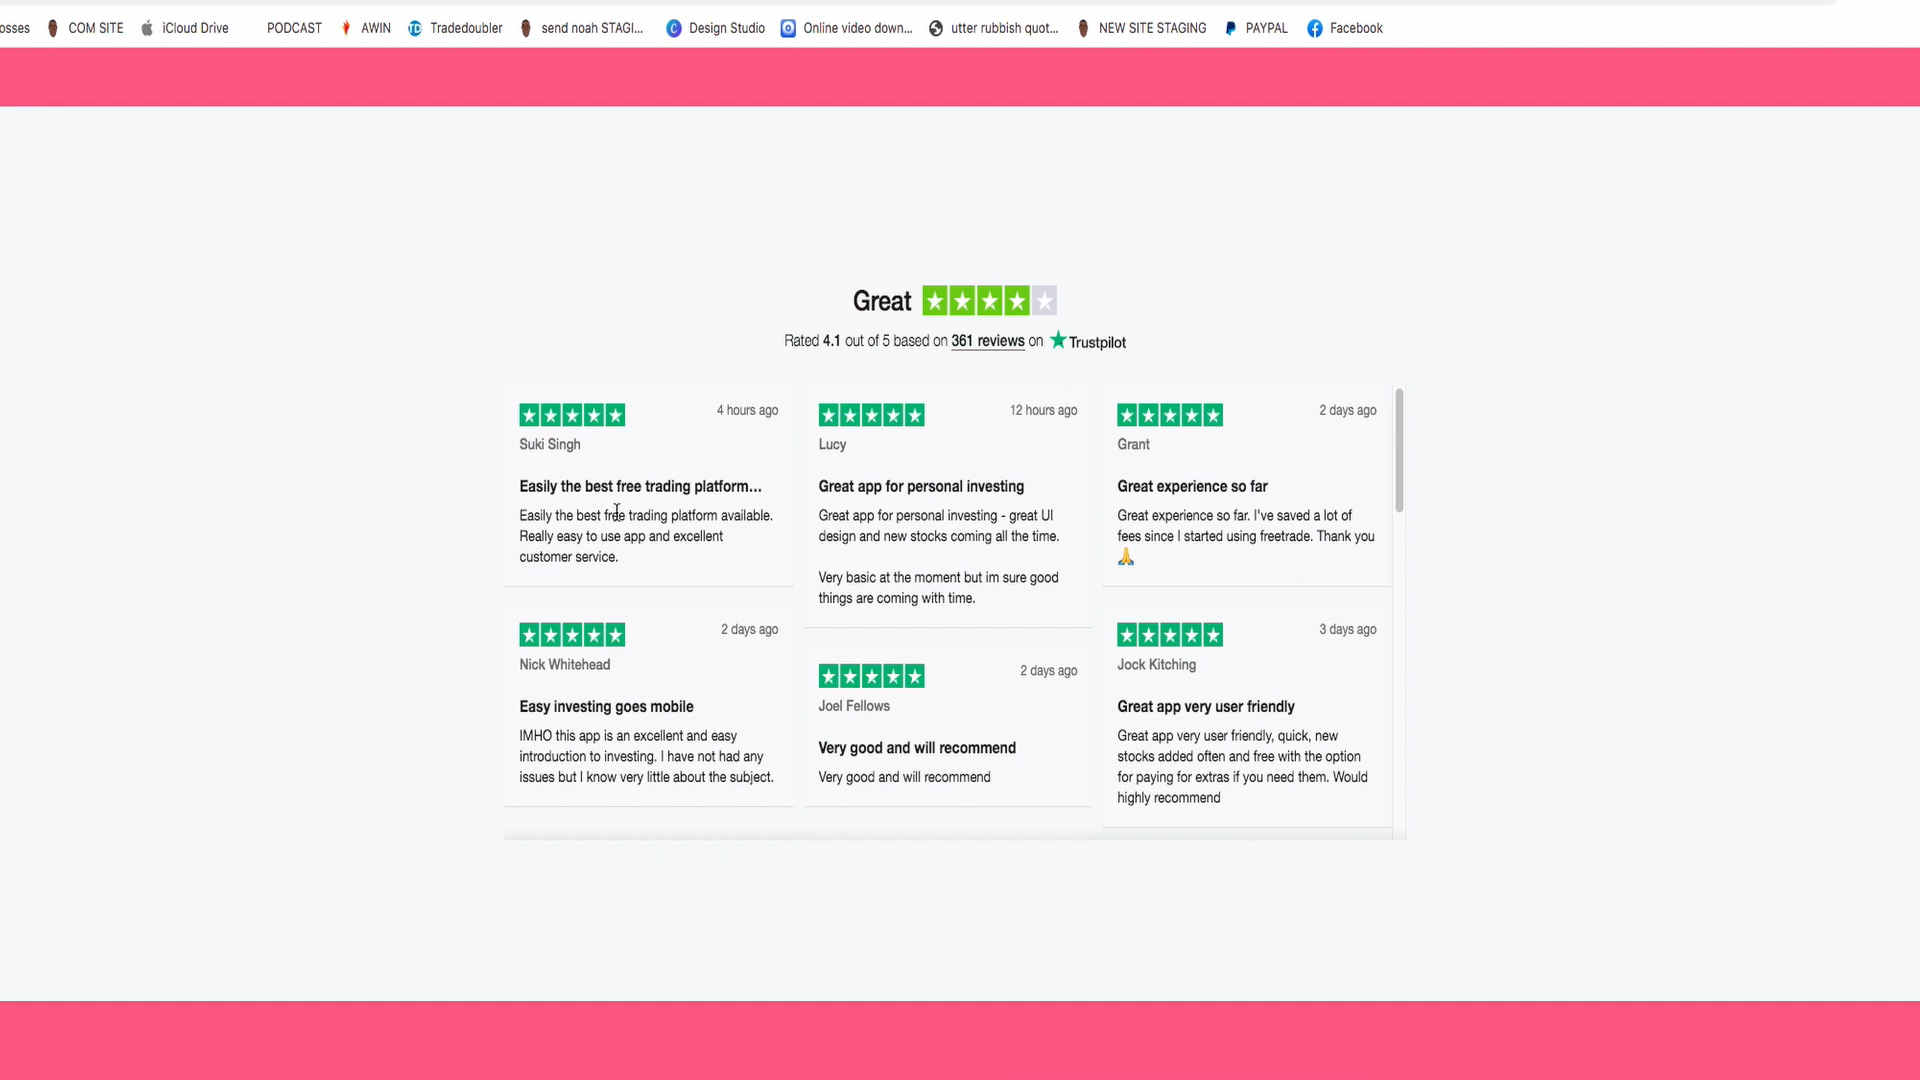 osses COM SITE iCloud Drive PODCAST AWIN Tradedoubler send noah STAGI... Design Studio Online video down... utter rubbish quot... NEW SITE STAGING PAYPAL Facebook
Great
Rated 4.1 out of 5 based on 361 reviews on Trustpilot
4 hours ago
Suki Singh
Easily the best free trading platform...
Easily the best free trading platform available.
Really easy to use app and excellent
customer service.
12 hours ago
Lucy
Great app for personal investing
Great app for personal investing - great UI
design and new stocks coming all the time.
Very basic at the moment but im sure good
things are coming with time.
2 days ago
Grant
Great experience so far
Great experience so far. I've saved a lot of
fees since I started using freetrade. Thank you
🙏
2 days ago
Nick Whitehead
Easy investing goes mobile
IMHO this app is an excellent and easy
introduction to investing. I have not had any
issues but I know very little about the subject.
2 days ago
Joel Fellows
Very good and will recommend
Very good and will recommend
3 days ago
Jock Kitching
Great app very user friendly
Great app very user friendly, quick, new
stocks added often and free with the option
for paying for extras if you need them. Would
highly recommend